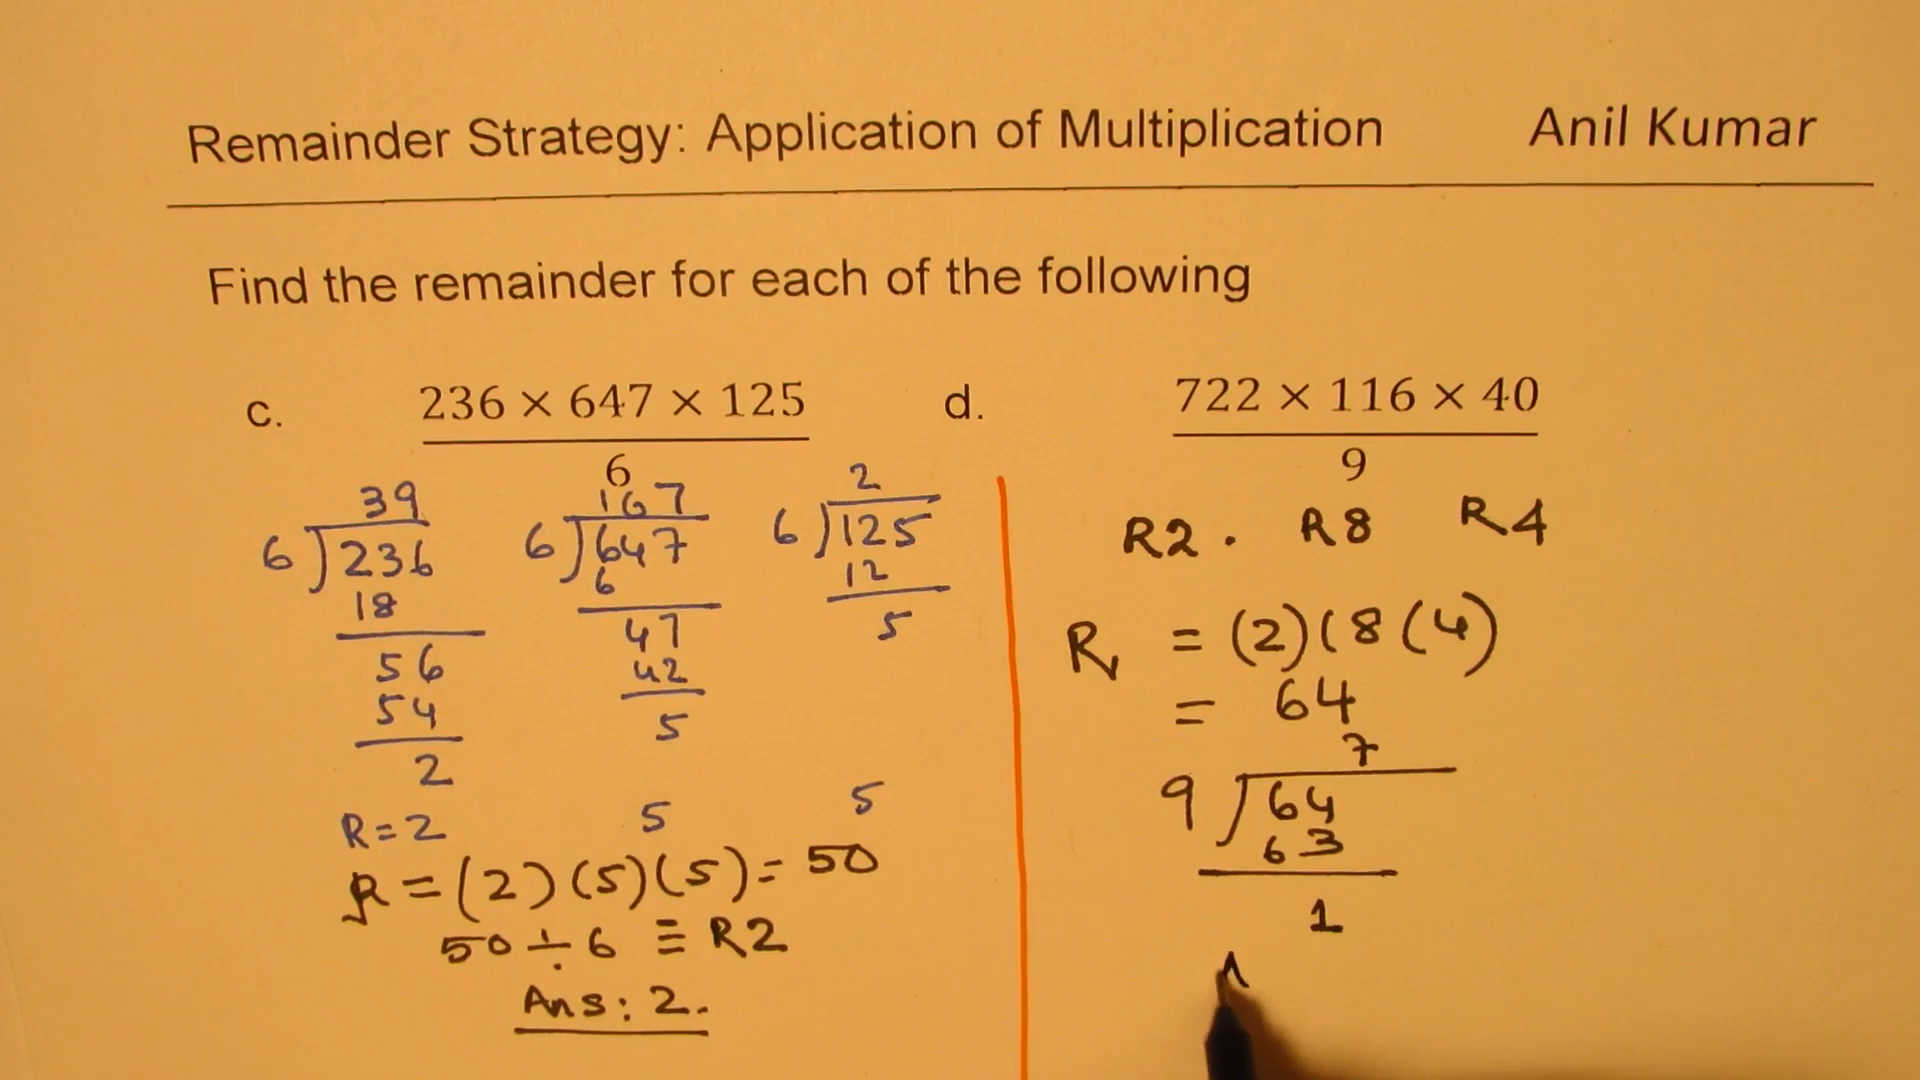 Remainder Strategy: Application of Multiplication Anil Kumar
Find the remainder for each of the following
c. 236 × 647 × 125
6
39
6)236
18
56
54
2
R=2
167
6)647
6
47
42
5
5
2
6)125
12
5
5
R=(2)(5)(5)=50
50÷6 ≡ R2
Ans: 2.
d. 722 × 116 × 40
9
R2 . R8 R4
R = (2)(8(4)
= 64
7
9)64
63
1